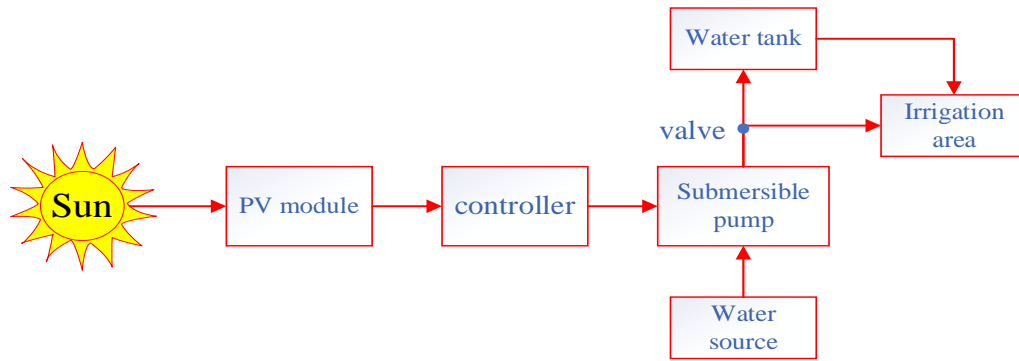 Water tank
Irrigation
area
valve
Sun
PV module
controller
Submersible
pump
Water
source